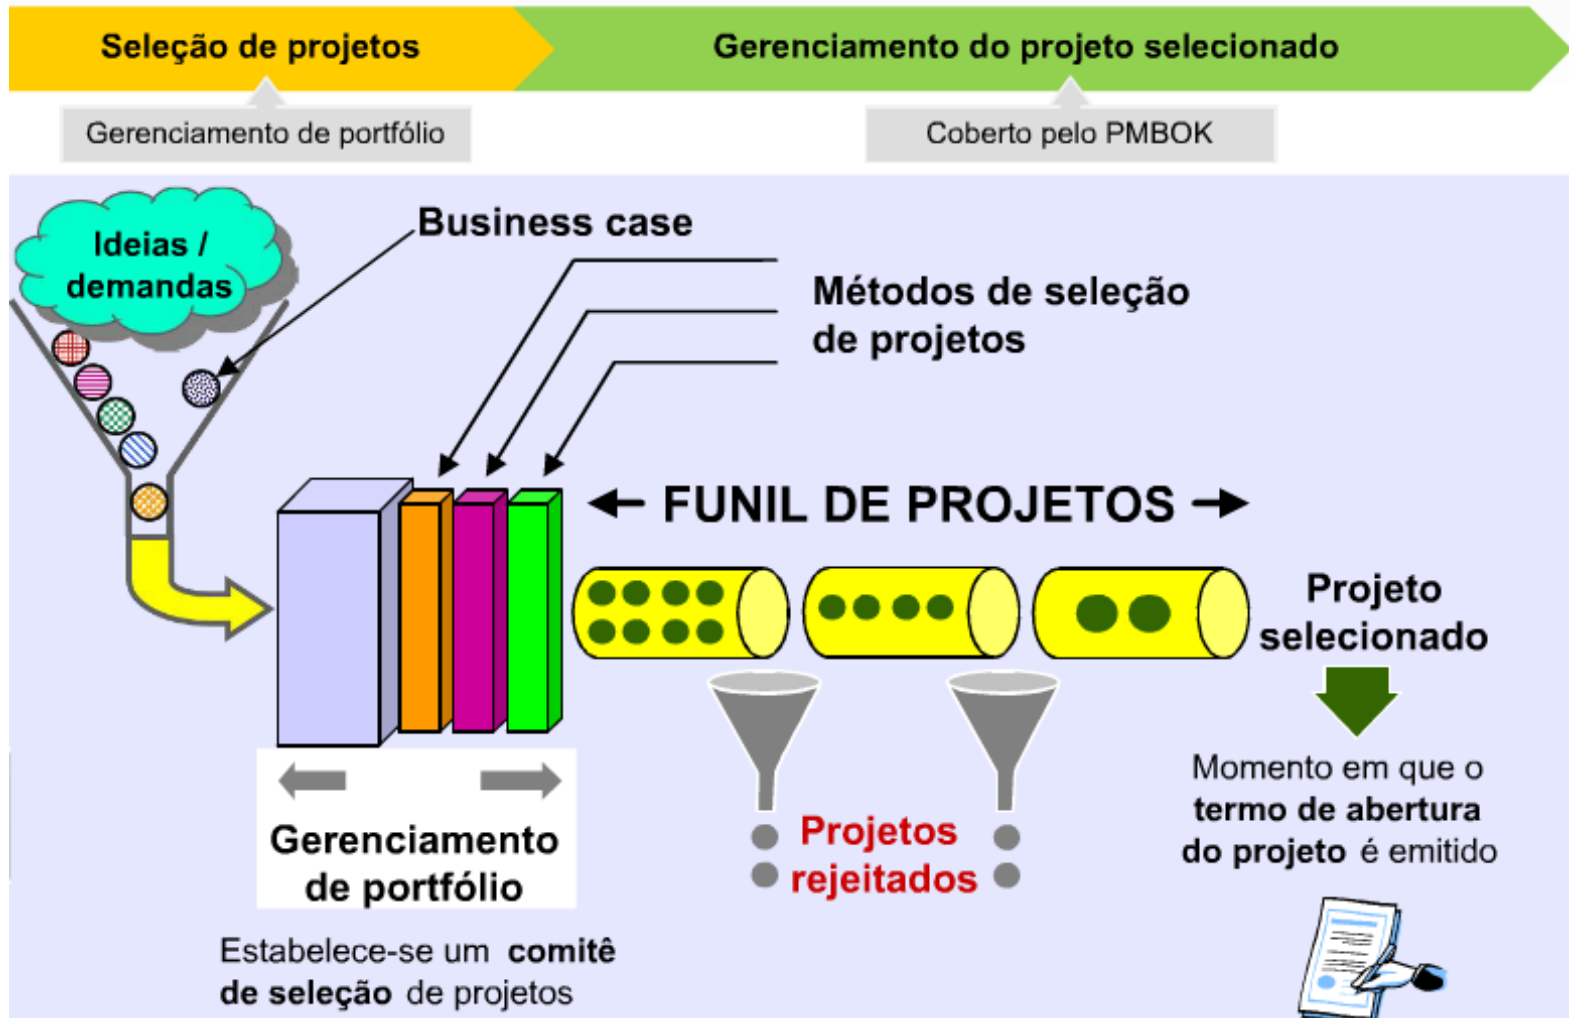 Seleção de projetos
Gerenciamento do projeto selecionado
Gerenciamento de portfólio
Coberto pelo PMBOK
Ideias /
demandas
Business case
Métodos de seleção
de projetos
FUNIL DE PROJETOS
Projeto
selecionado
Gerenciamento
de portfólio
Projetos
rejeitados
Momento em que o
termo de abertura
do projeto é emitido
Estabelece-se um comitê
de seleção de projetos